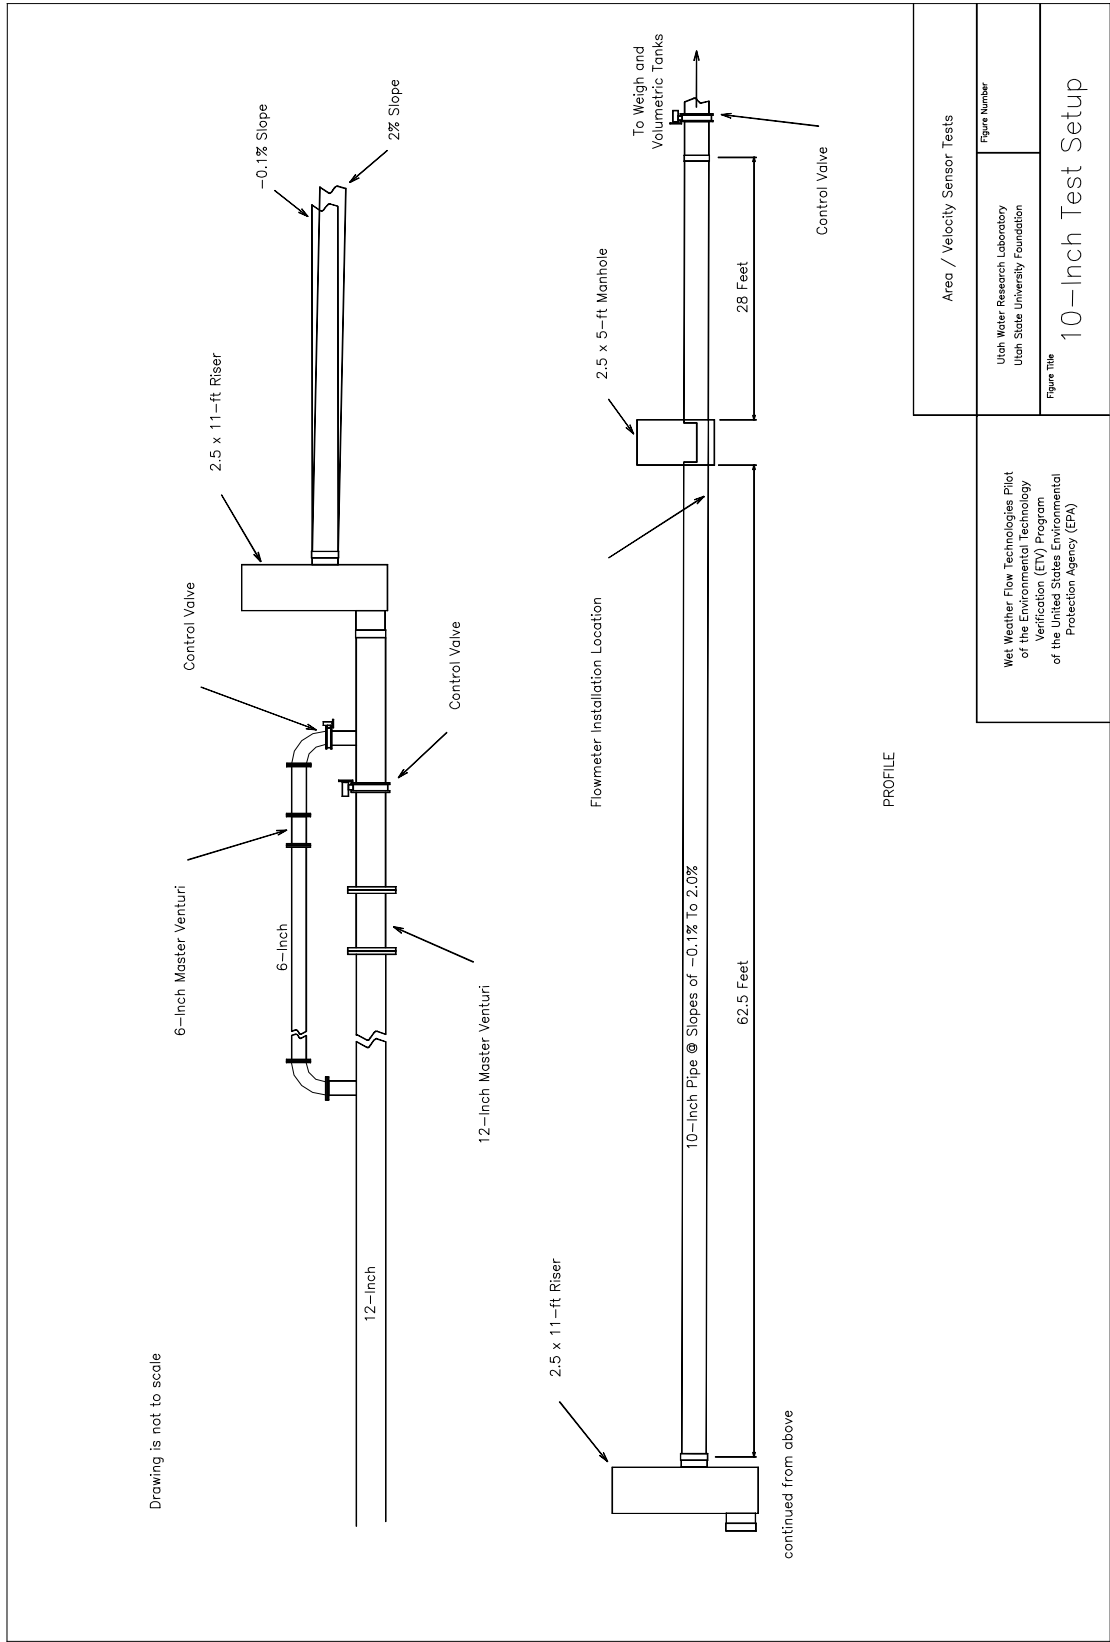 Drawing is not to scale
12-Inch
6-Inch
6-Inch Master Venturi
12-Inch Master Venturi
Control Valve
Control Valve
2.5 x 11-ft Riser
-0.1% Slope
2% Slope
2.5 x 11-ft Riser
continued from above
10-Inch Pipe @ Slopes of -0.1% To 2.0%
62.5 Feet
Flowmeter Installation Location
2.5 x 5-ft Manhole
28 Feet
To Weigh and
Volumetric Tanks
Control Valve
PROFILE
Area / Velocity Sensor Tests
Wet Weather Flow Technologies Pilot
of the Environmental Technology
Verification (ETV) Program
of the United States Environmental
Protection Agency (EPA)
Utah Water Research Laboratory
Utah State University Foundation
Figure Number
Figure Title
10-Inch Test Setup